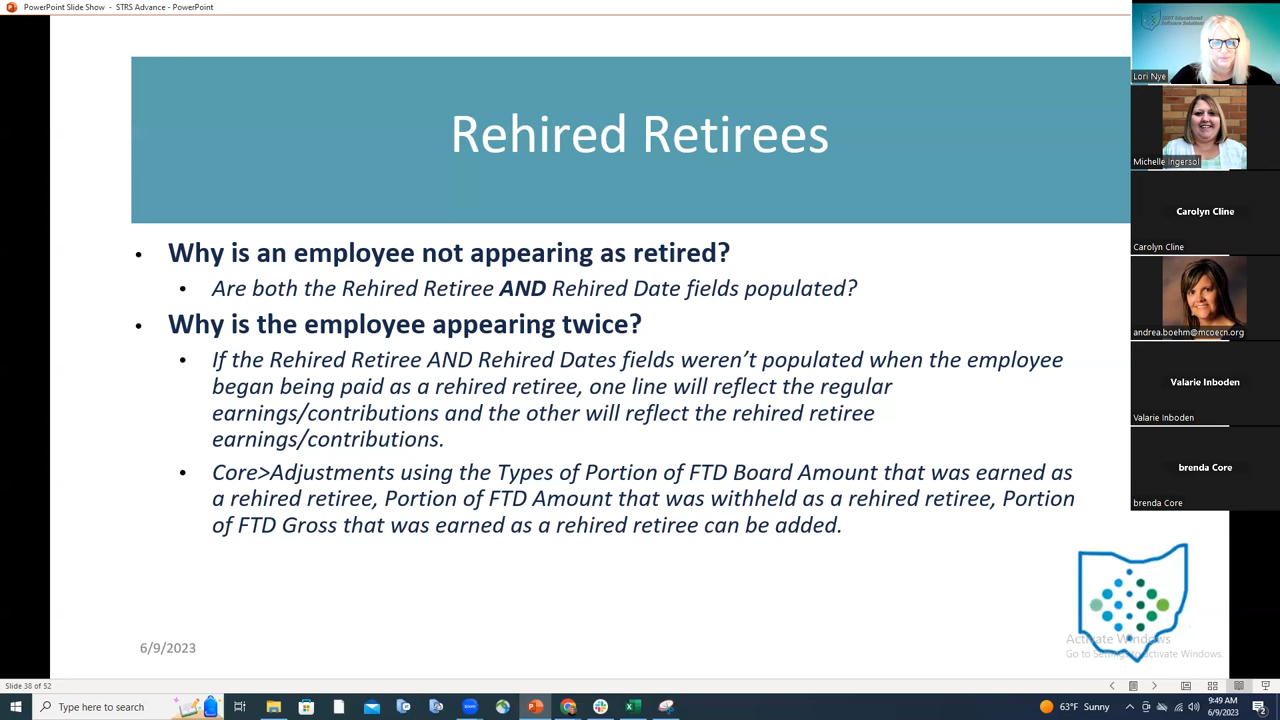 PowerPoint Slide Show - STRS Advance - PowerPoint
Rehired Retirees
• Why is an employee not appearing as retired?
• Are both the Rehired Retiree AND Rehired Date fields populated?
• Why is the employee appearing twice?
• If the Rehired Retiree AND Rehired Dates fields weren’t populated when the employee
began being paid as a rehired retiree, one line will reflect the regular
earnings/contributions and the other will reflect the rehired retiree
earnings/contributions.
• Core>Adjustments using the Types of Portion of FTD Board Amount that was earned as
a rehired retiree, Portion of FTD Amount that was withheld as a rehired retiree, Portion
of FTD Gross that was earned as a rehired retiree can be added.
6/9/2023
Activate Windows
Go to Settings to activate Windows.
Lori Nye
Michelle Ingersol
Carolyn Cline
Carolyn Cline
andrea.boehm@mcoecn.org
Valarie Inboden
Valarie Inboden
brenda Core
brenda Core
Slide 38 of 52
Type here to search
63°F Sunny
9:49 AM
6/9/2023
2